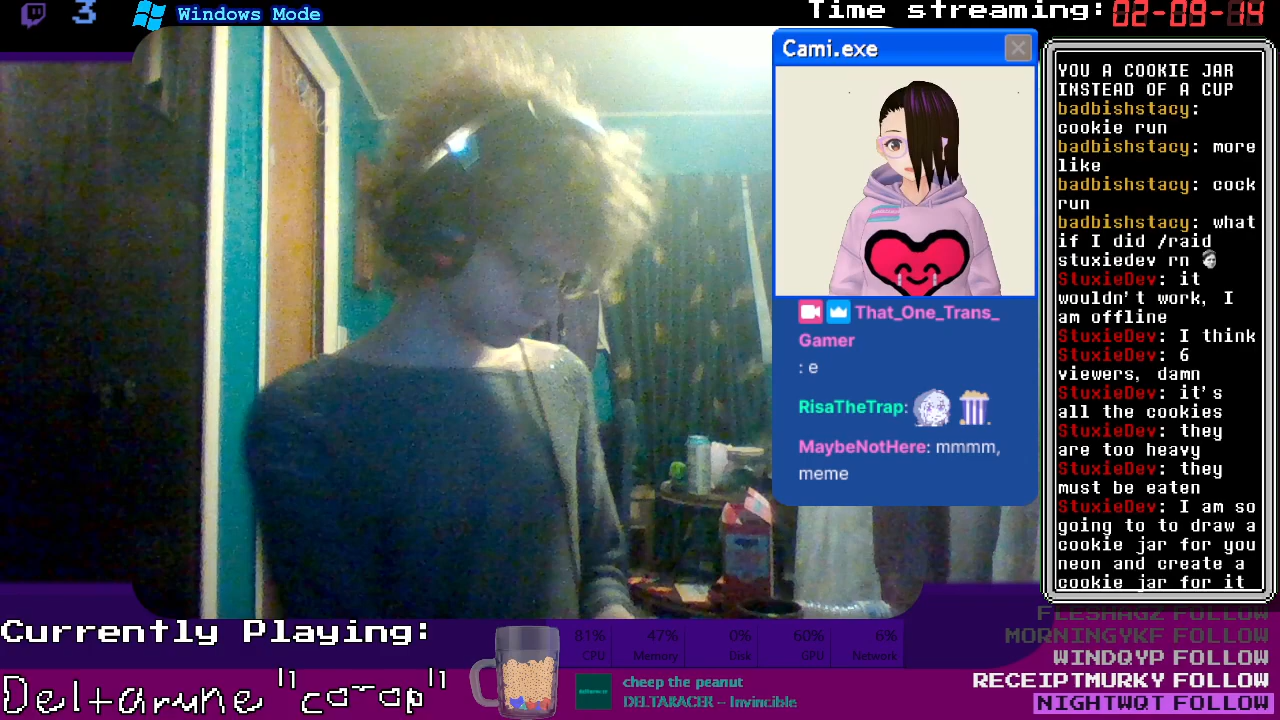 3
Windows Mode
Time streaming: 02-09-14
Cami.exe
That_One_Trans_
Gamer
: e
RisaTheTrap:
MaybeNotHere: mmmm,
meme
YOU A COOKIE JAR
INSTEAD OF A CUP
badbishstacy:
cookie run
badbishstacy: more
like
badbishstacy: cock
run
badbishstacy: what
if I did /raid
stuxiedev rn
StuxieDev: it
wouldn't work, I
am offline
StuxieDev: I think
StuxieDev: 6
viewers, damn
StuxieDev: it's
all the cookies
StuxieDev: they
are too heavy
StuxieDev: they
must be eaten
StuxieDev: I am so
going to to draw a
cookie jar for you
neon and create a
cookie jar for it
Currently Playing:
Deltarune "co-op"
81% 47% 0% 60% 6%
CPU Memory Disk GPU Network
cheep the peanut
DELTARACER - Invincible
FLESHAGZ FOLLOW
MORNINGYKF FOLLOW
WINDQYP FOLLOW
RECEIPTMURKY FOLLOW
NIGHTWQT FOLLOW